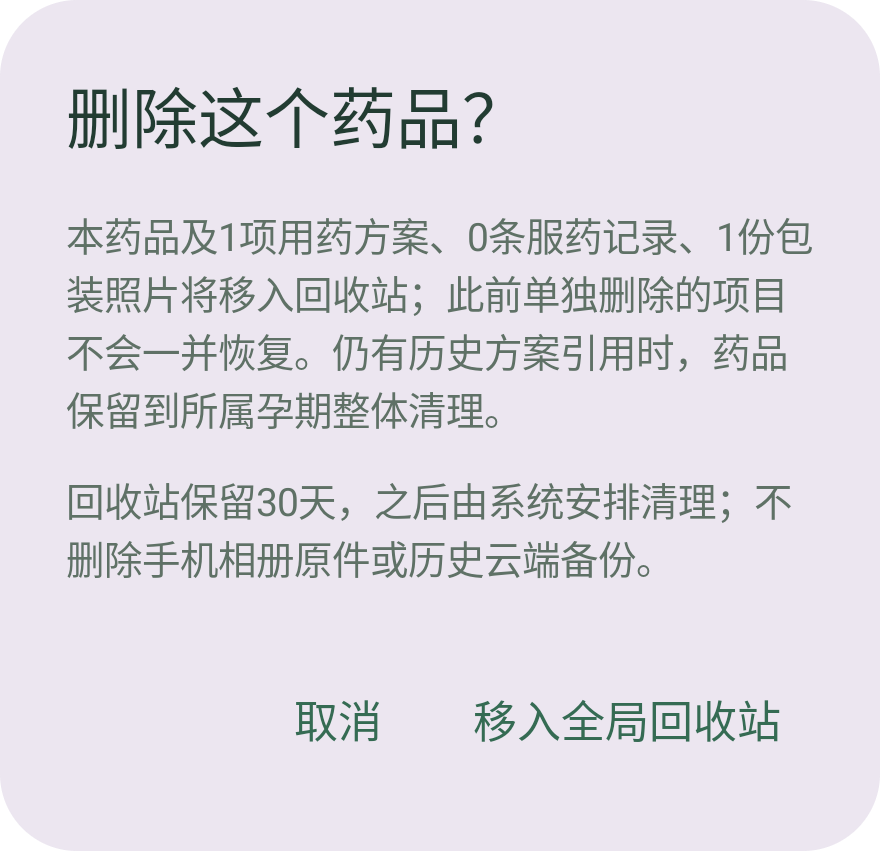 删除这个药品？
本药品及1项用药方案、0条服药记录、1份包
装照片将移入回收站；此前单独删除的项目
不会一并恢复。仍有历史方案引用时，药品
保留到所属孕期整体清理。
回收站保留30天，之后由系统安排清理；不
删除手机相册原件或历史云端备份。
取消 移入全局回收站